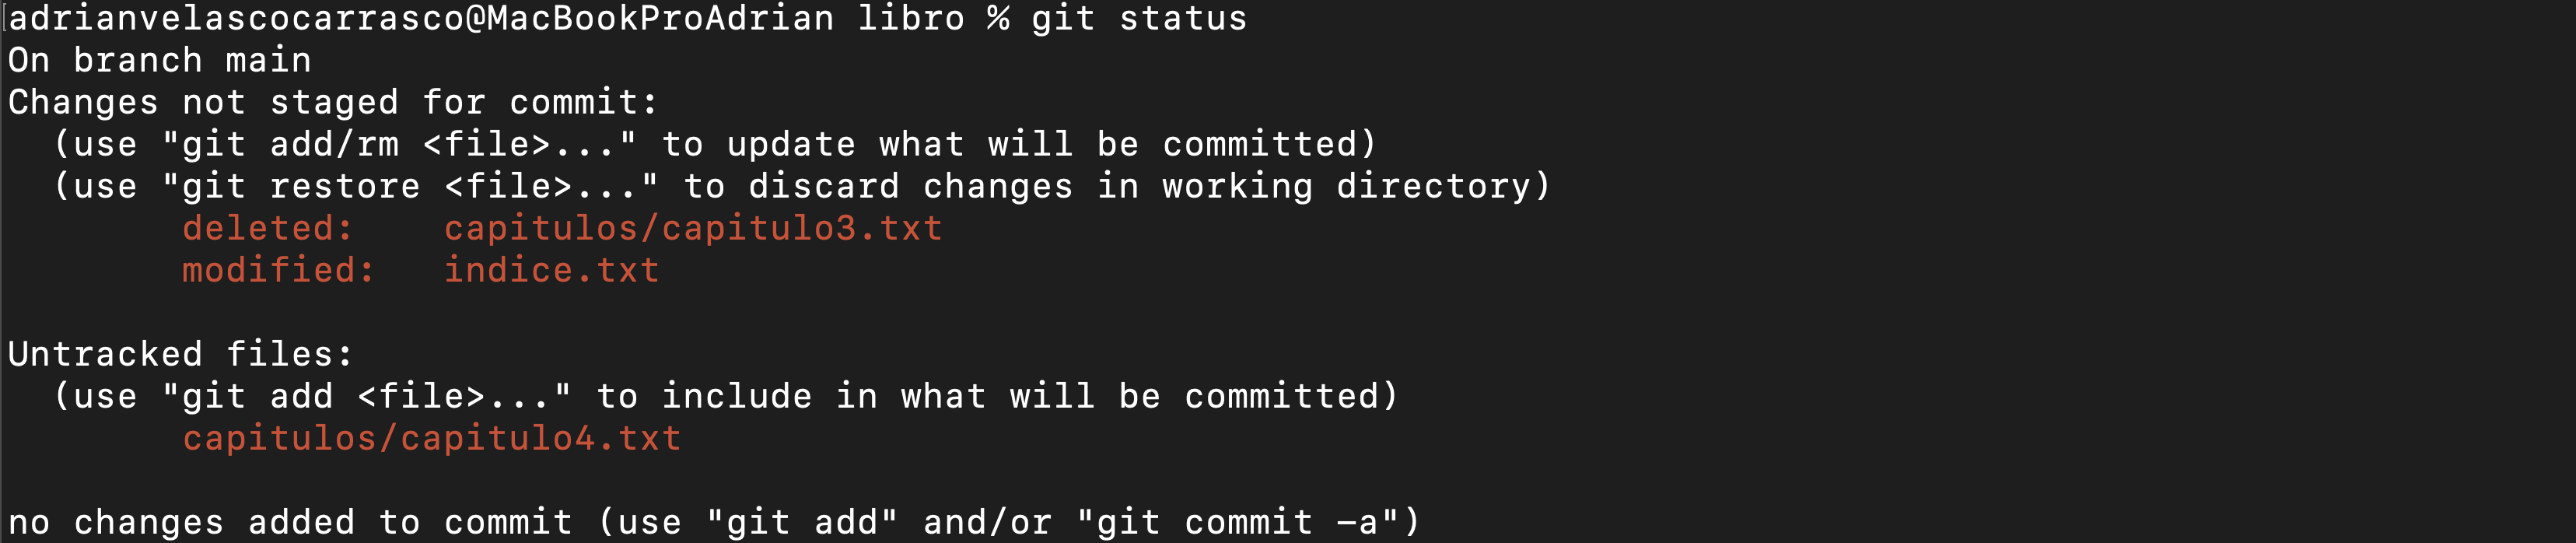 [adrianvelascocarrasco@MacBookProAdrian libro % git status
On branch main
Changes not staged for commit:
  (use "git add/rm <file>..." to update what will be committed)
  (use "git restore <file>..." to discard changes in working directory)
        deleted:    capitulos/capitulo3.txt
        modified:   indice.txt

Untracked files:
  (use "git add <file>..." to include in what will be committed)
        capitulos/capitulo4.txt

no changes added to commit (use "git add" and/or "git commit -a")